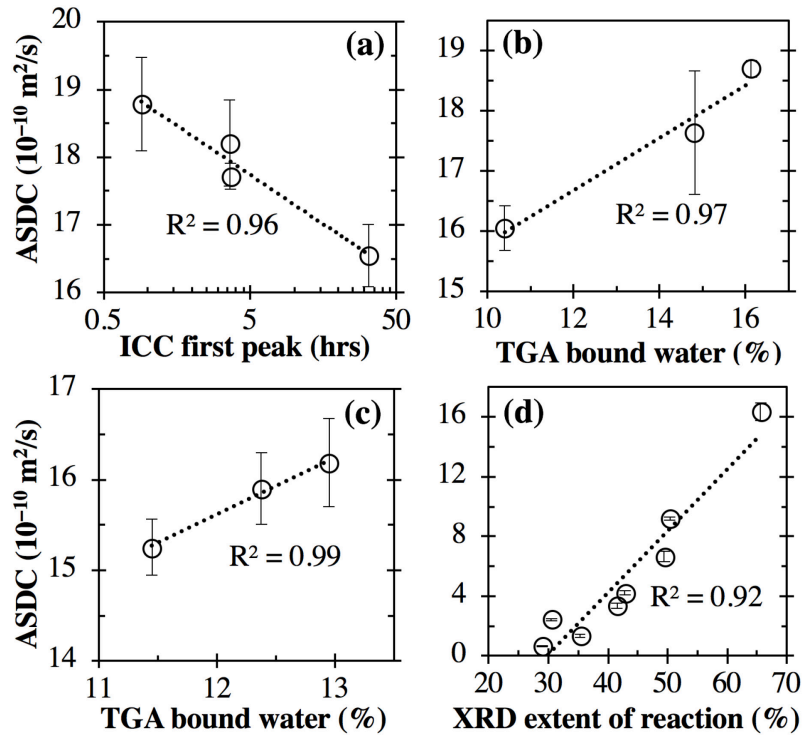 (a)
ASDC (10⁻¹⁰ m²/s)
20
19
18
17
16
R² = 0.96
0.5 5 50
ICC first peak (hrs)
(b)
19
18
17
16
15
R² = 0.97
10 12 14 16
TGA bound water (%)
(c)
ASDC (10⁻¹⁰ m²/s)
17
16
15
14
R² = 0.99
11 12 13
TGA bound water (%)
(d)
16
12
8
4
0
R² = 0.92
20 30 40 50 60 70
XRD extent of reaction (%)